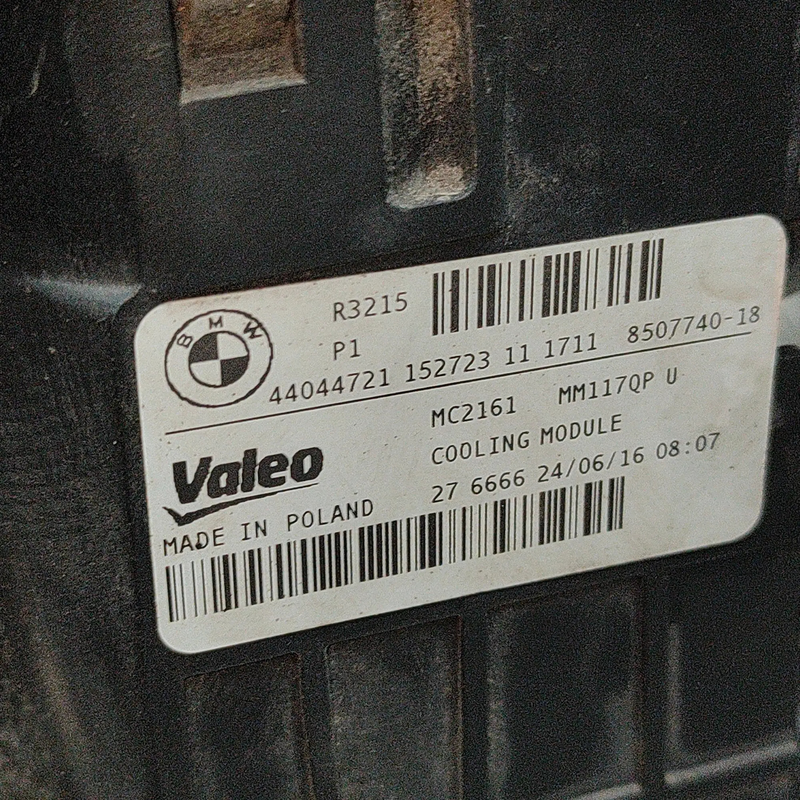 BMW
R3215
P1
44044721 152723 11 1711 8507740-18
MC2161 MM117QP U
Valeo
COOLING MODULE
27 6666 24/06/16 08:07
MADE IN POLAND